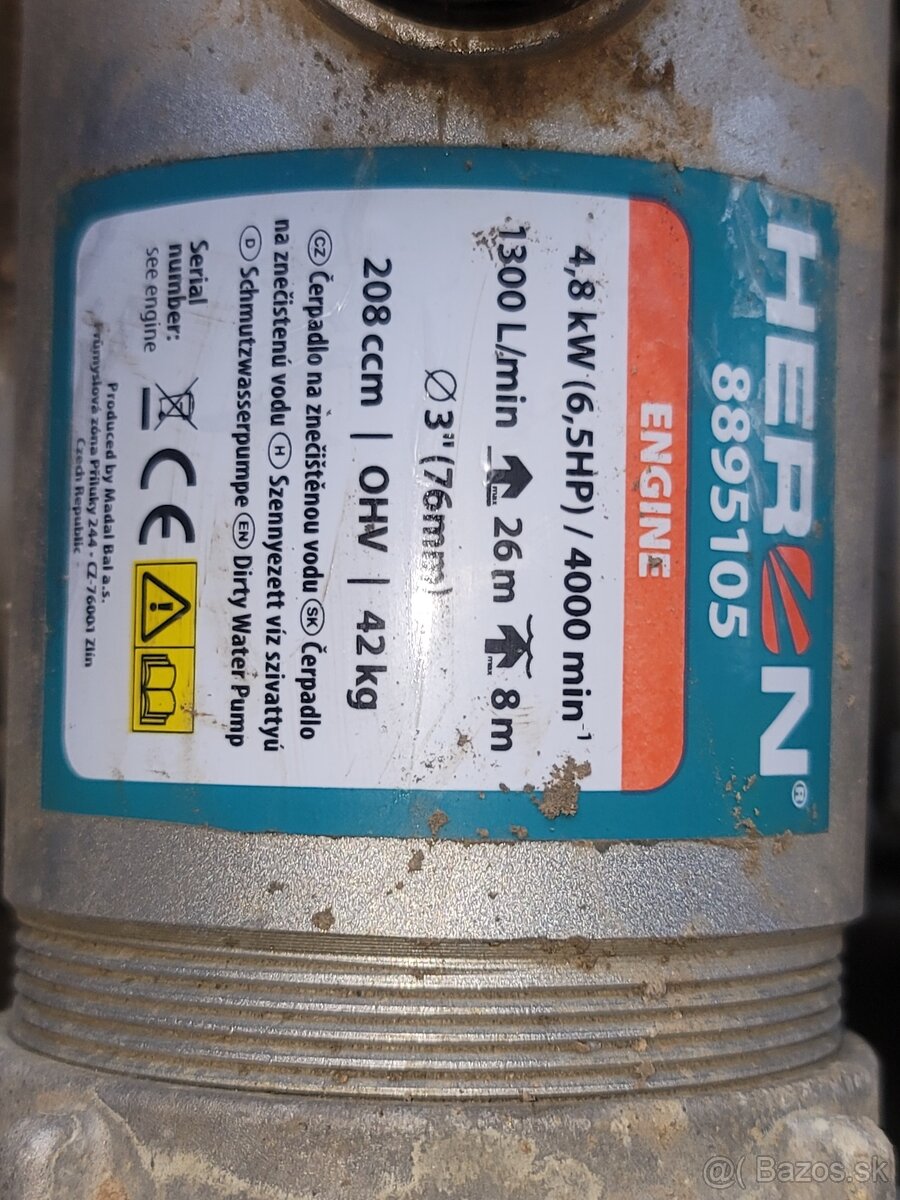 HERON®
8895105
ENGINE
4,8 kW (6,5HP) / 4000 min⁻¹
1300 L/min max 26 m max 8 m
Ø 3" (76mm)
208 ccm | OHV | 42 kg
CZ Čerpadlo na znečištěnou vodu SK Čerpadlo
na znečistenú vodu H Szennyezett víz szivattyú
D Schmutzwasserpumpe EN Dirty Water Pump
Serial
number:
see engine
CE
Produced by Madal Bal a.s.
Průmyslová zóna Příluky 244 • CZ-76001 Zlín
Czech Republic
@( Bazos.sk